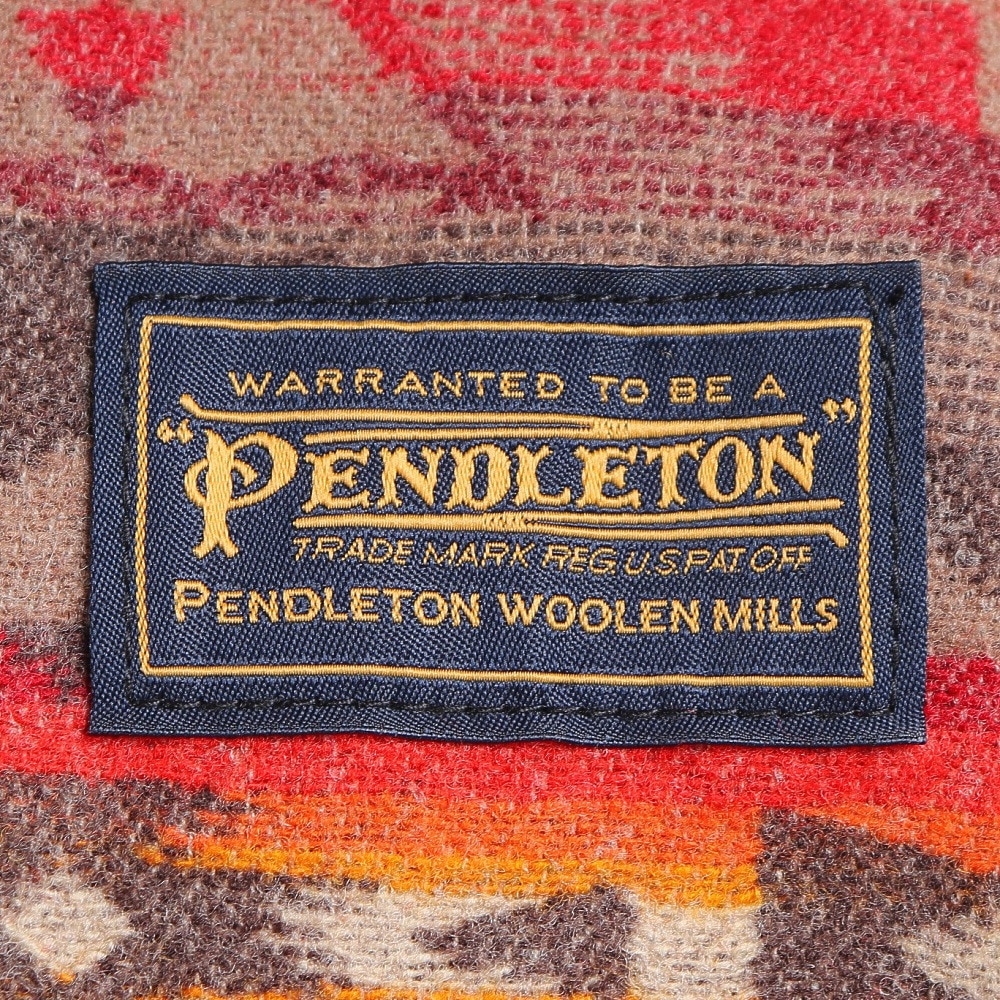 WARRANTED TO BE A
"PENDLETON"
TRADE MARK REG.U.S.PAT OFF
PENDLETON WOOLEN MILLS